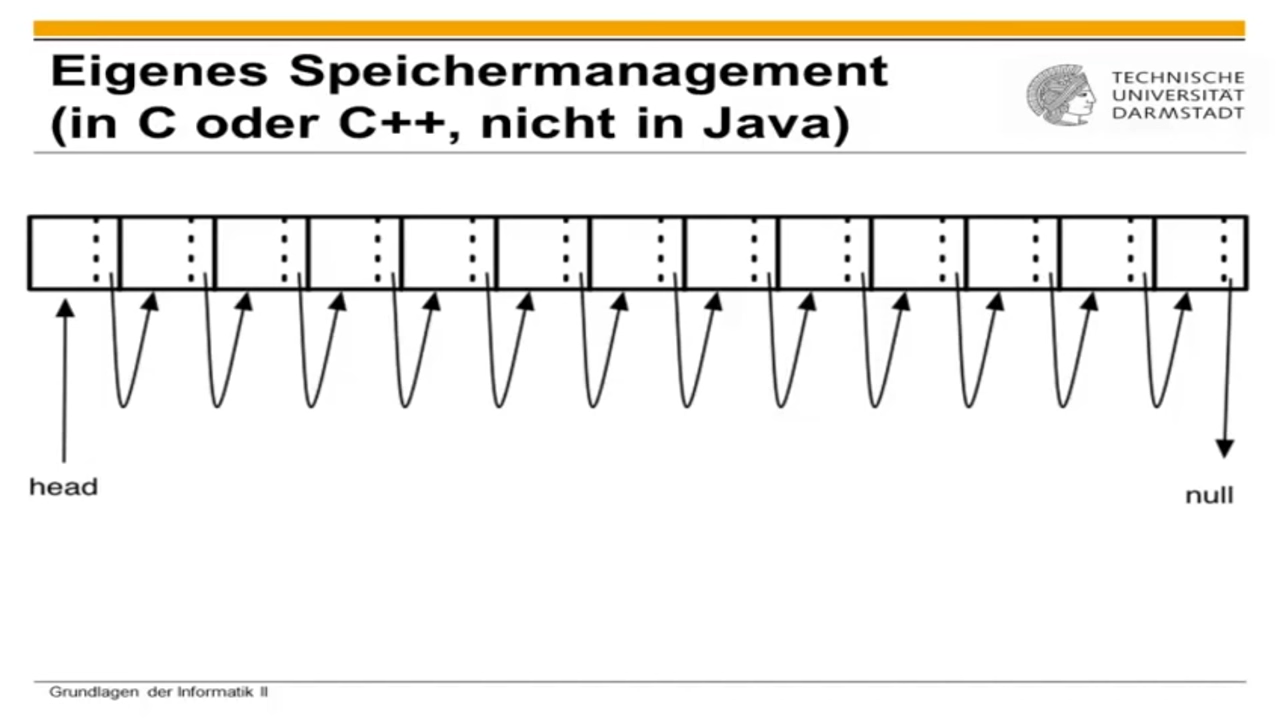 Eigenes Speichermanagement
(in C oder C++, nicht in Java)
TECHNISCHE
UNIVERSITÄT
DARMSTADT
head
null
Grundlagen der Informatik II